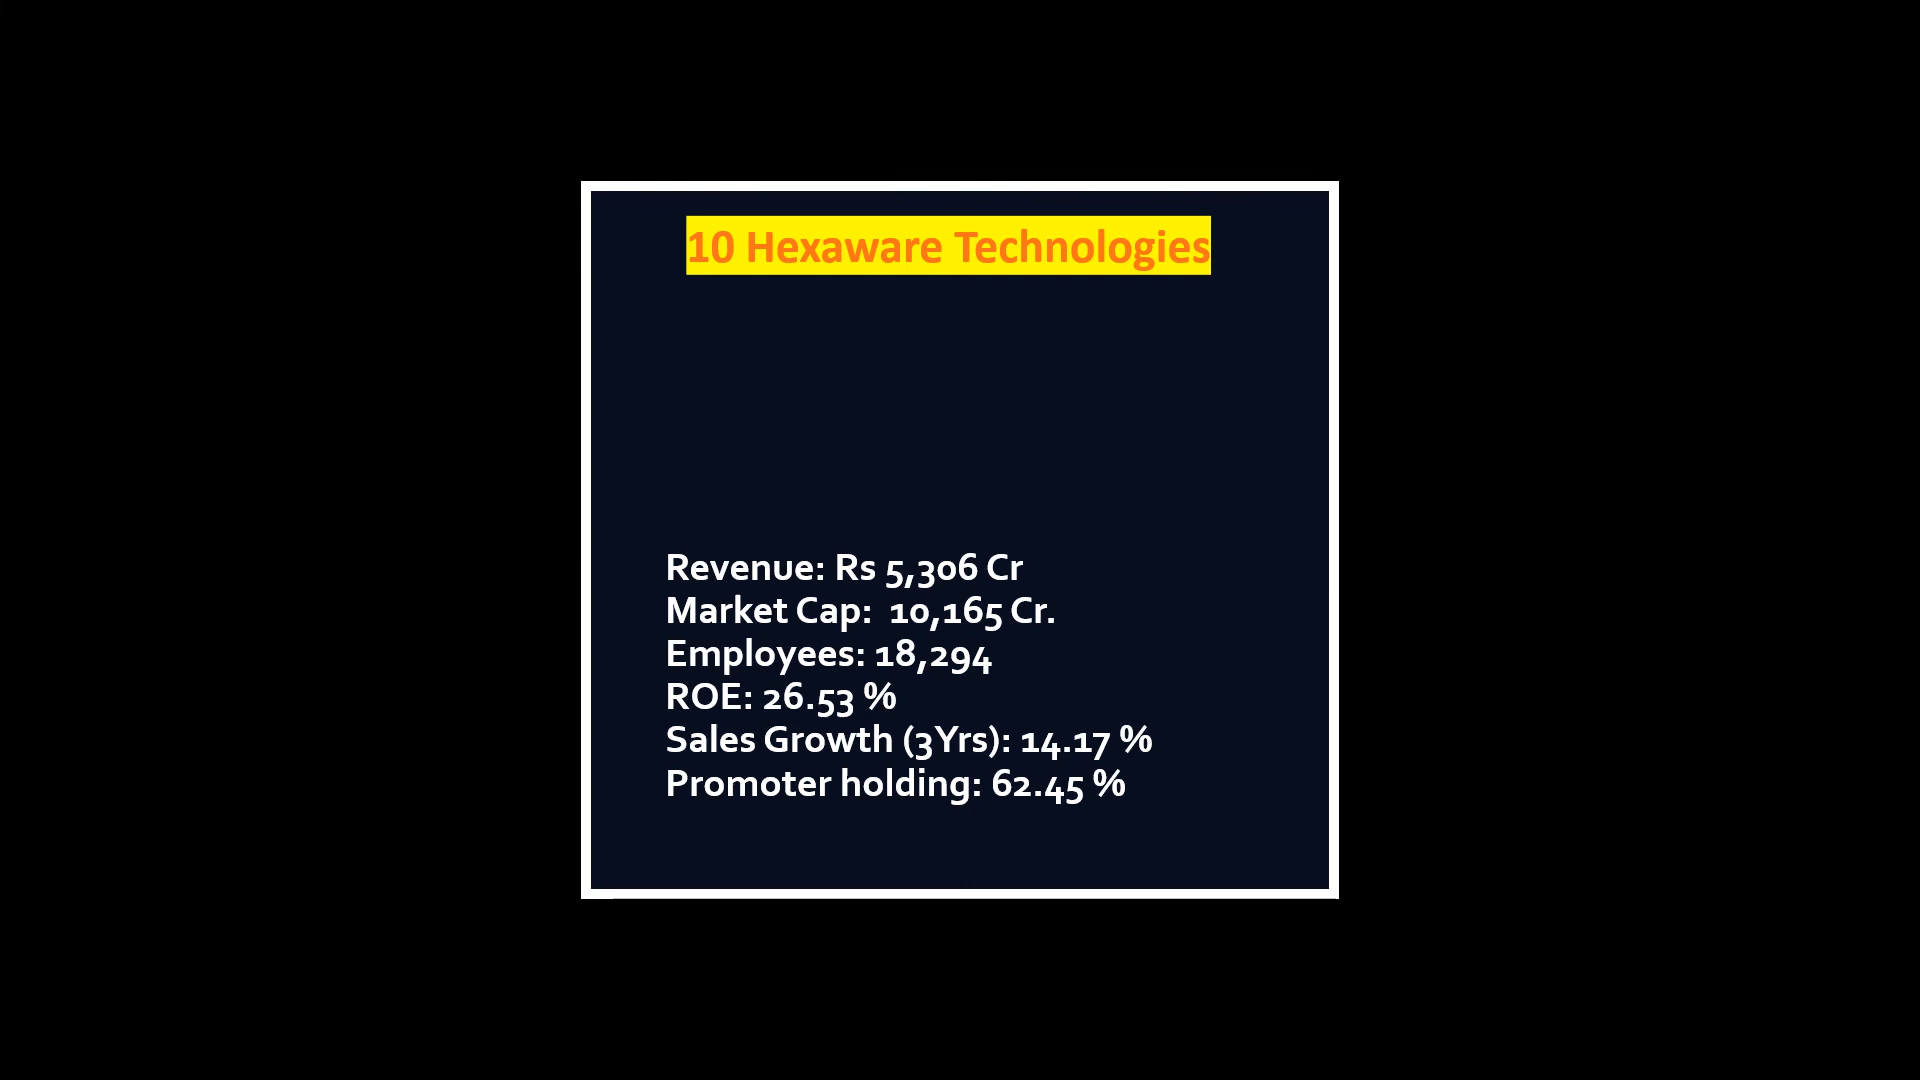 10 Hexaware Technologies
Revenue: Rs 5,306 Cr
Market Cap:  10,165 Cr.
Employees: 18,294
ROE: 26.53 %
Sales Growth (3Yrs): 14.17 %
Promoter holding: 62.45 %